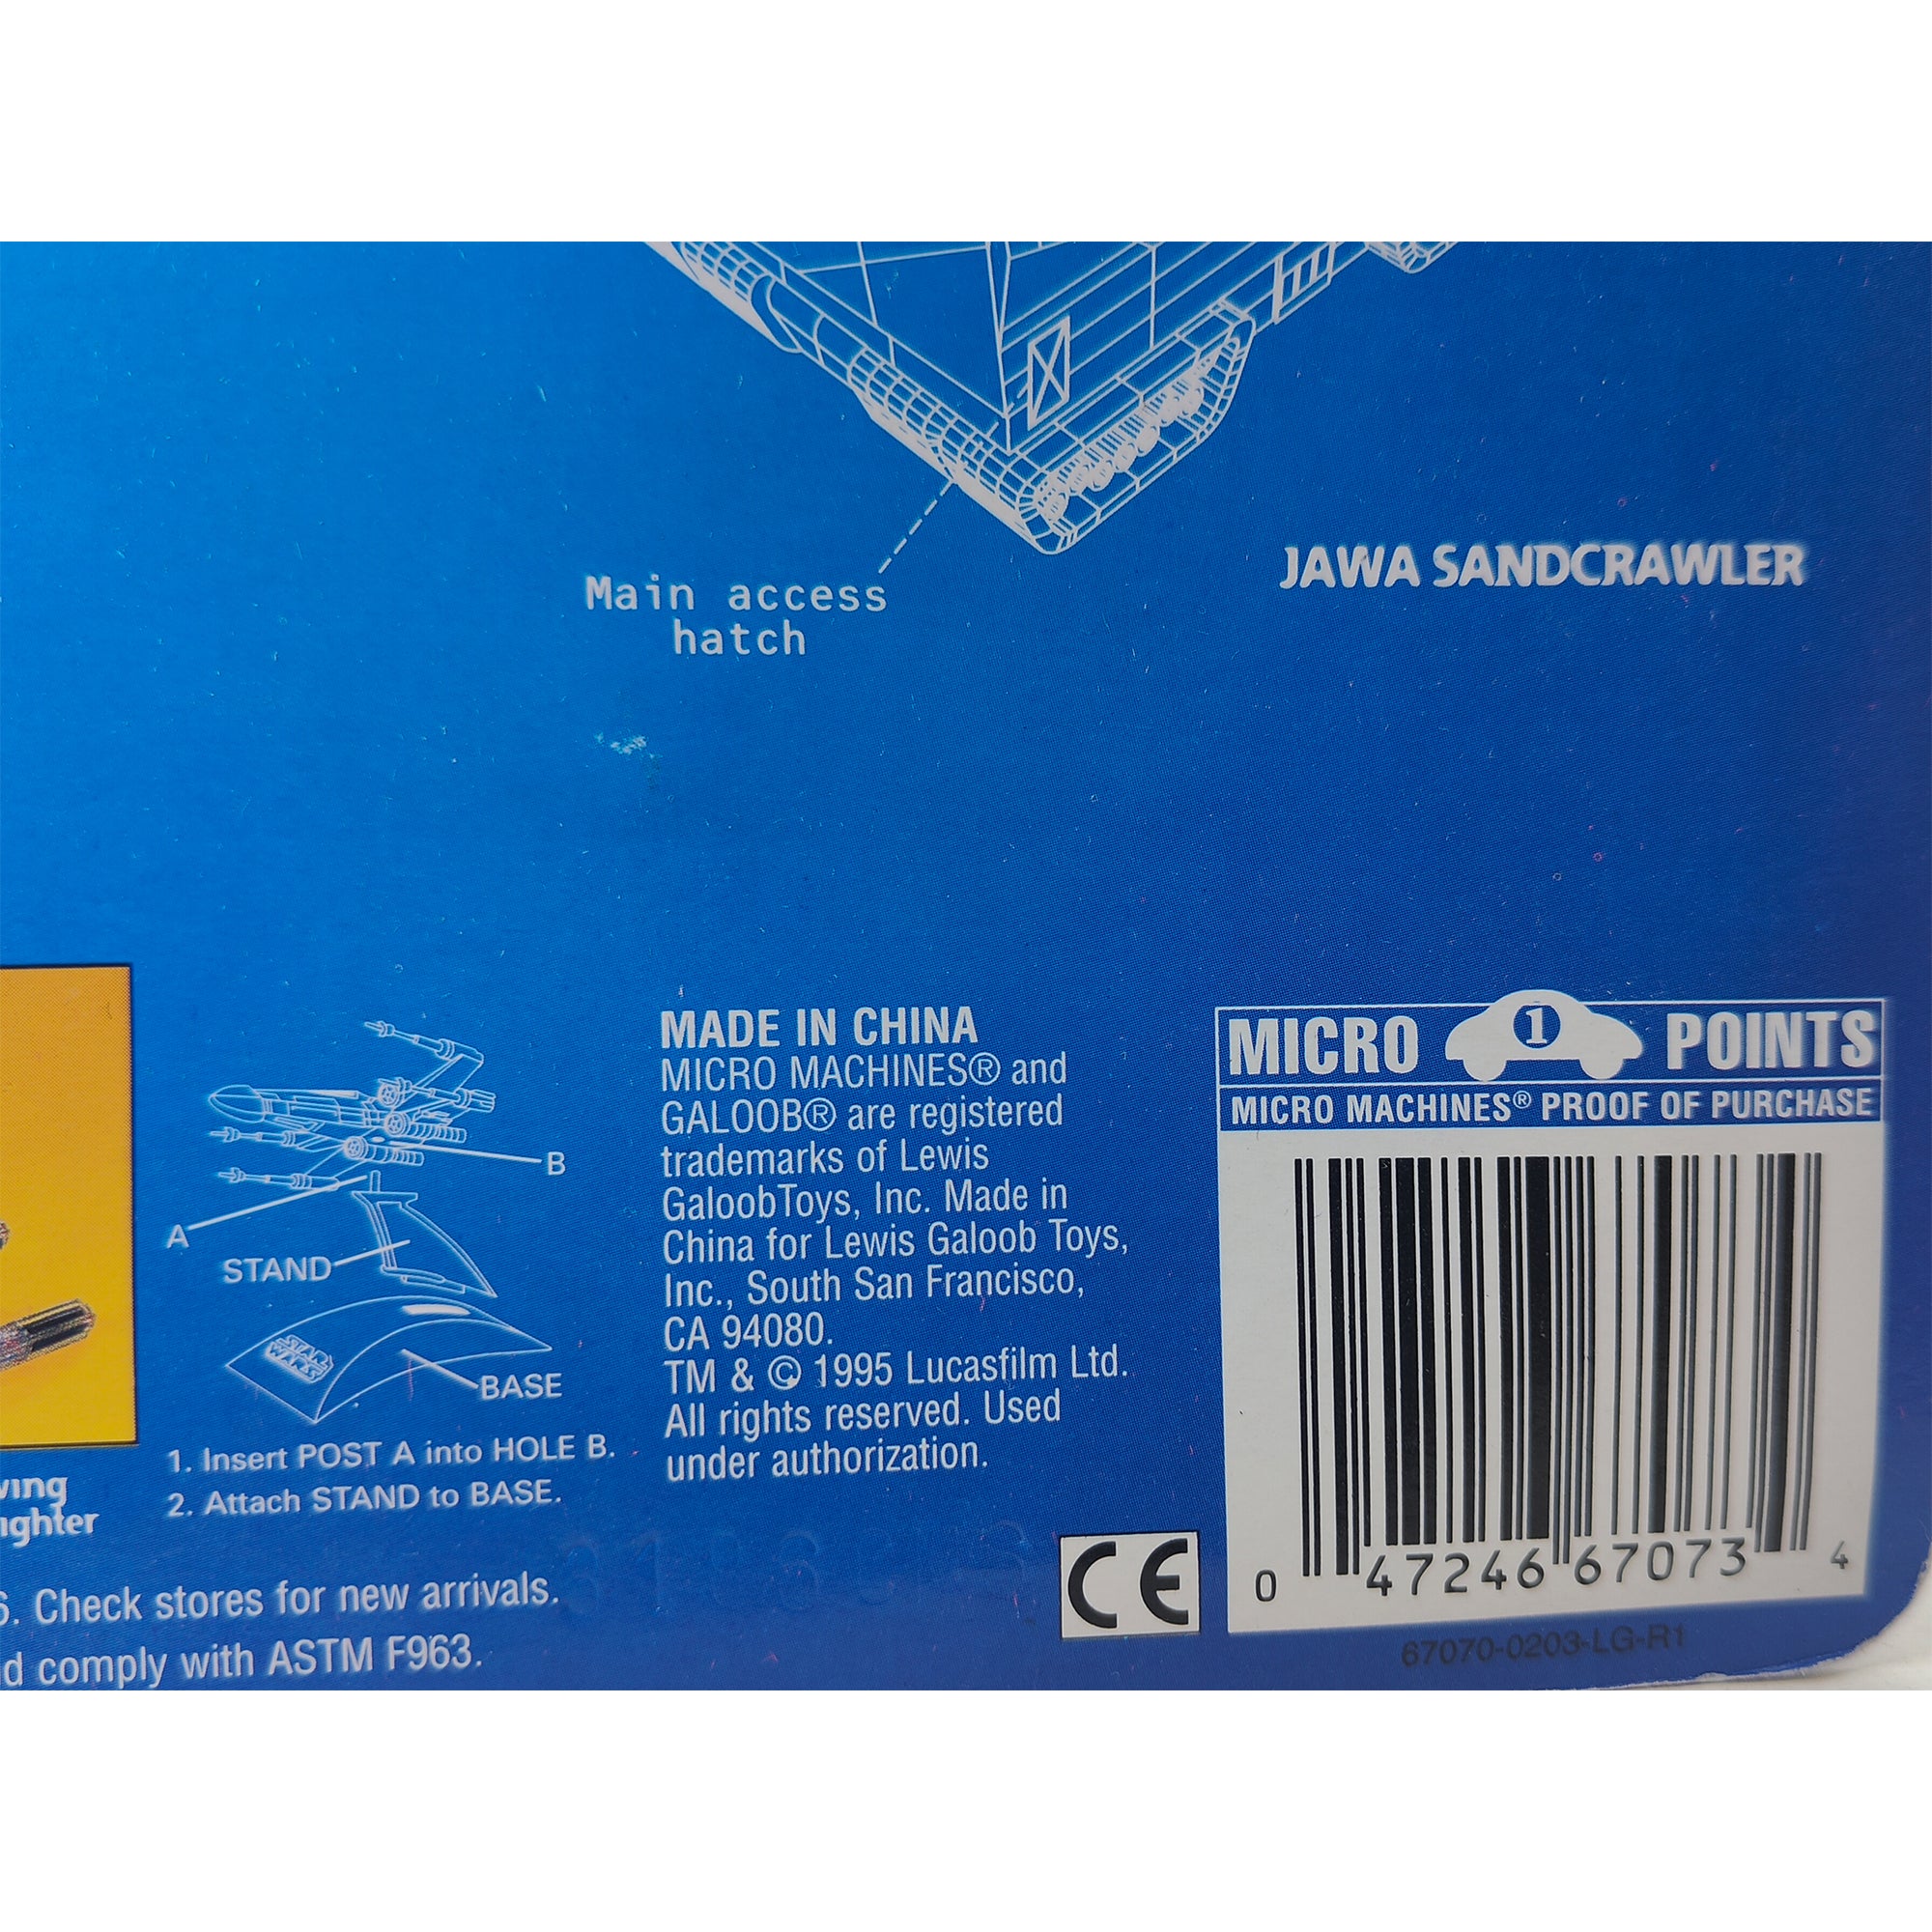 Main access
hatch
JAWA SANDCRAWLER
B
A
STAND
STAR
WARS
BASE
1. Insert POST A into HOLE B.
2. Attach STAND to BASE.
MADE IN CHINA
MICRO MACHINES® and
GALOOB® are registered
trademarks of Lewis
Galoob Toys, Inc. Made in
China for Lewis Galoob Toys,
Inc., South San Francisco,
CA 94080.
TM & © 1995 Lucasfilm Ltd.
All rights reserved. Used
under authorization.
MICRO 1 POINTS
MICRO MACHINES® PROOF OF PURCHASE
0 47246 67073 4
CE
67070-0203-LG-R1
Check stores for new arrivals.
comply with ASTM F963.